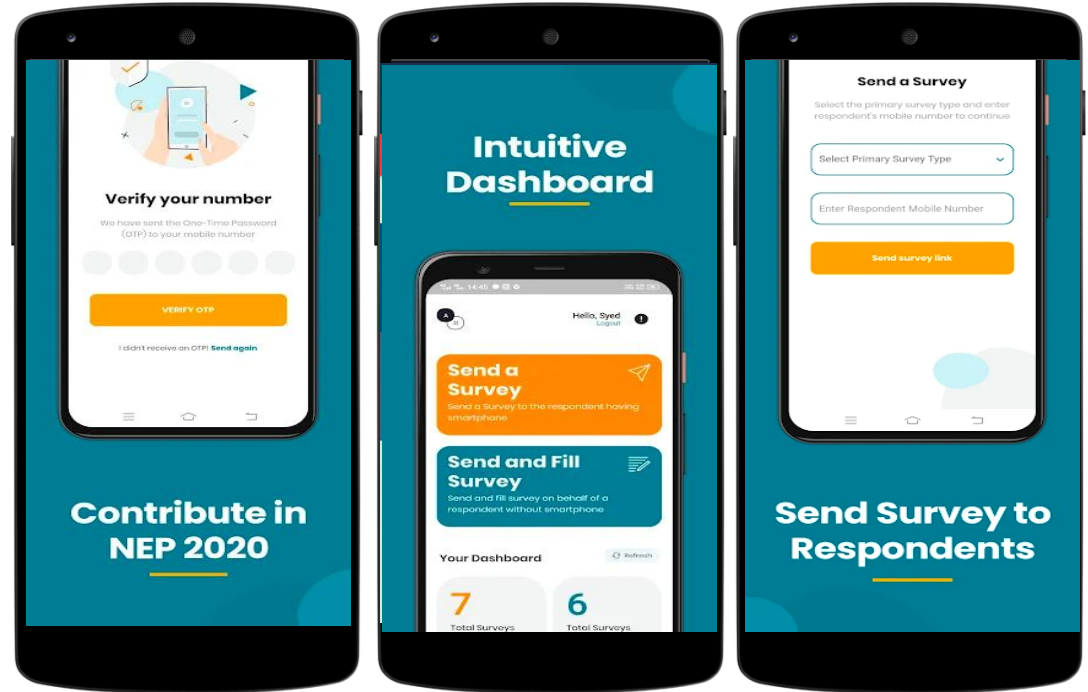 Verify your number
We have sent the One-Time Password
(OTP) to your mobile number
VERIFY OTP
I didn't receive an OTP! Send again
Contribute in
NEP 2020
Intuitive
Dashboard
14:45
A
Hello, Syed
Logout
Send a
Survey
Send a Survey to the respondent having
smartphone
Send and Fill
Survey
Send and fill survey on behalf of a
respondent without smartphone
Your Dashboard
Refresh
7
Total Surveys
6
Total Surveys
Send a Survey
Select the primary survey type and enter
respondent's mobile number to continue
Select Primary Survey Type
Enter Respondent Mobile Number
Send survey link
Send Survey to
Respondents